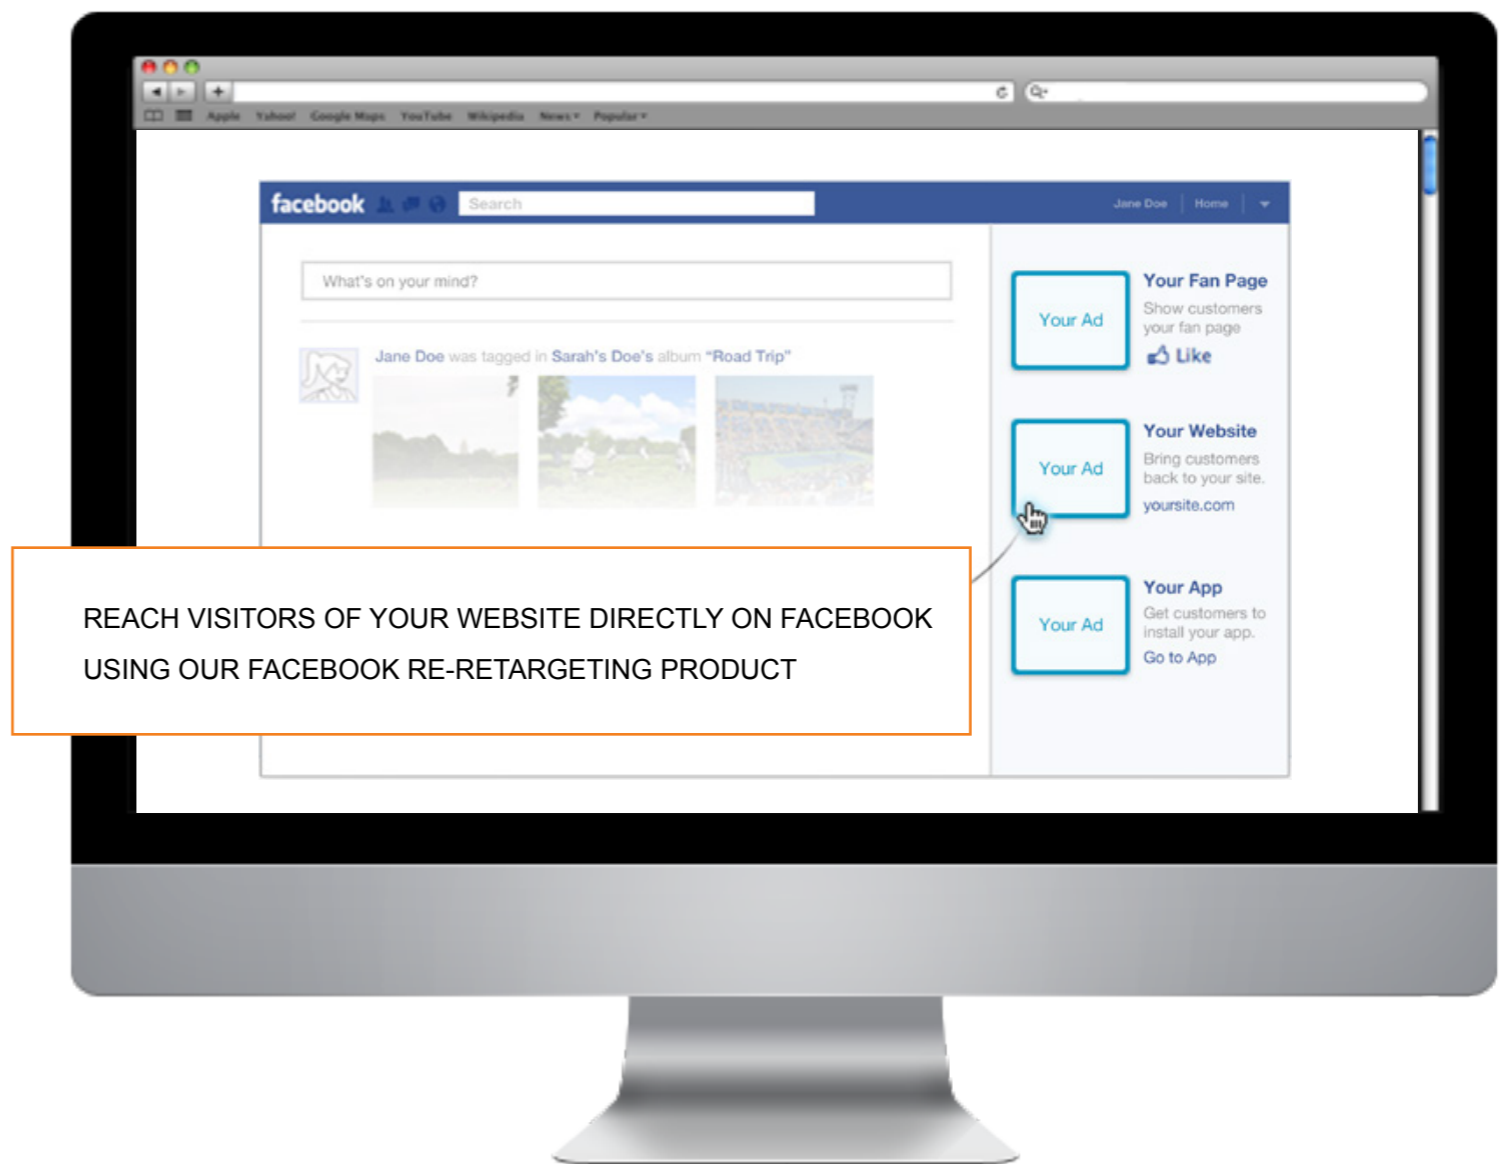 Apple Yahoo! Google Maps YouTube Wikipedia News Popular
facebook Search Jane Doe Home
What's on your mind?
Jane Doe was tagged in Sarah's Doe's album “Road Trip”
Your Ad
Your Fan Page
Show customers
your fan page
Like
Your Ad
Your Website
Bring customers
back to your site.
yoursite.com
Your Ad
Your App
Get customers to
install your app.
Go to App
REACH VISITORS OF YOUR WEBSITE DIRECTLY ON FACEBOOK
USING OUR FACEBOOK RE-RETARGETING PRODUCT